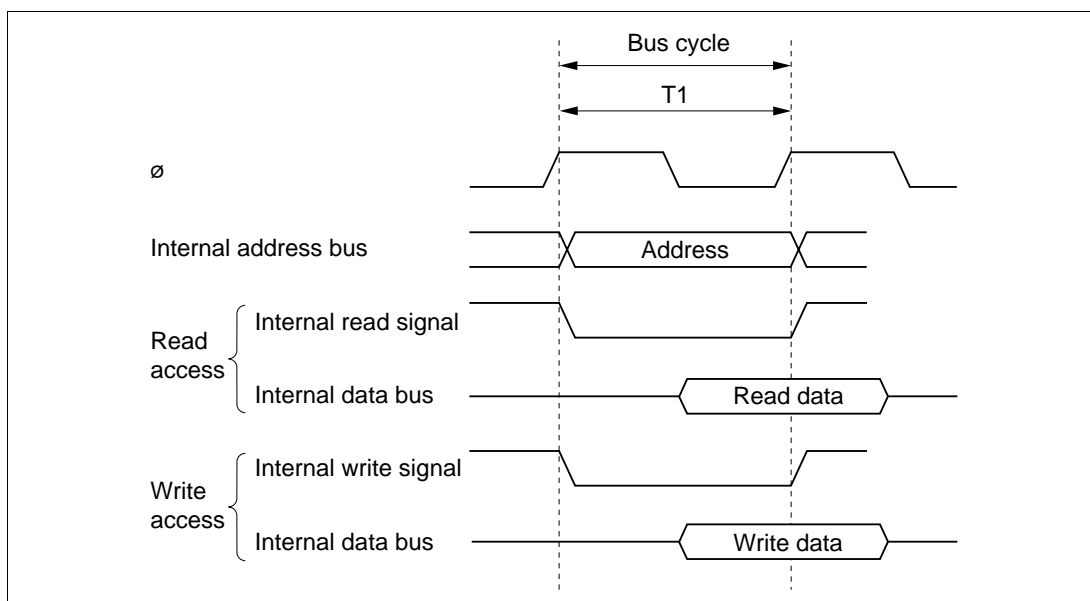 Bus cycle
T1
ø
Internal address bus
Address
Read
access
Internal read signal
Internal data bus
Read data
Write
access
Internal write signal
Internal data bus
Write data